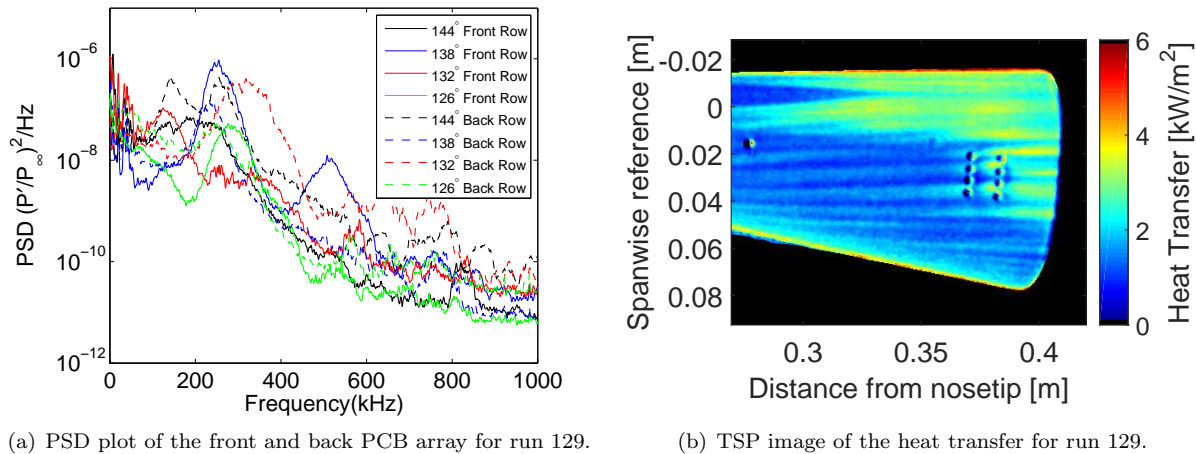 10^-6
10^-8
10^-10
10^-12
PSD (P'/P∞)²/Hz
0 200 400 600 800 1000
Frequency(kHz)
144° Front Row
138° Front Row
132° Front Row
126° Front Row
144° Back Row
138° Back Row
132° Back Row
126° Back Row
(a) PSD plot of the front and back PCB array for run 129.
Spanwise reference [m]
-0.02
0
0.02
0.04
0.06
0.08
0.3 0.35 0.4
Distance from nosetip [m]
6
4
2
0
Heat Transfer [kW/m²]
(b) TSP image of the heat transfer for run 129.